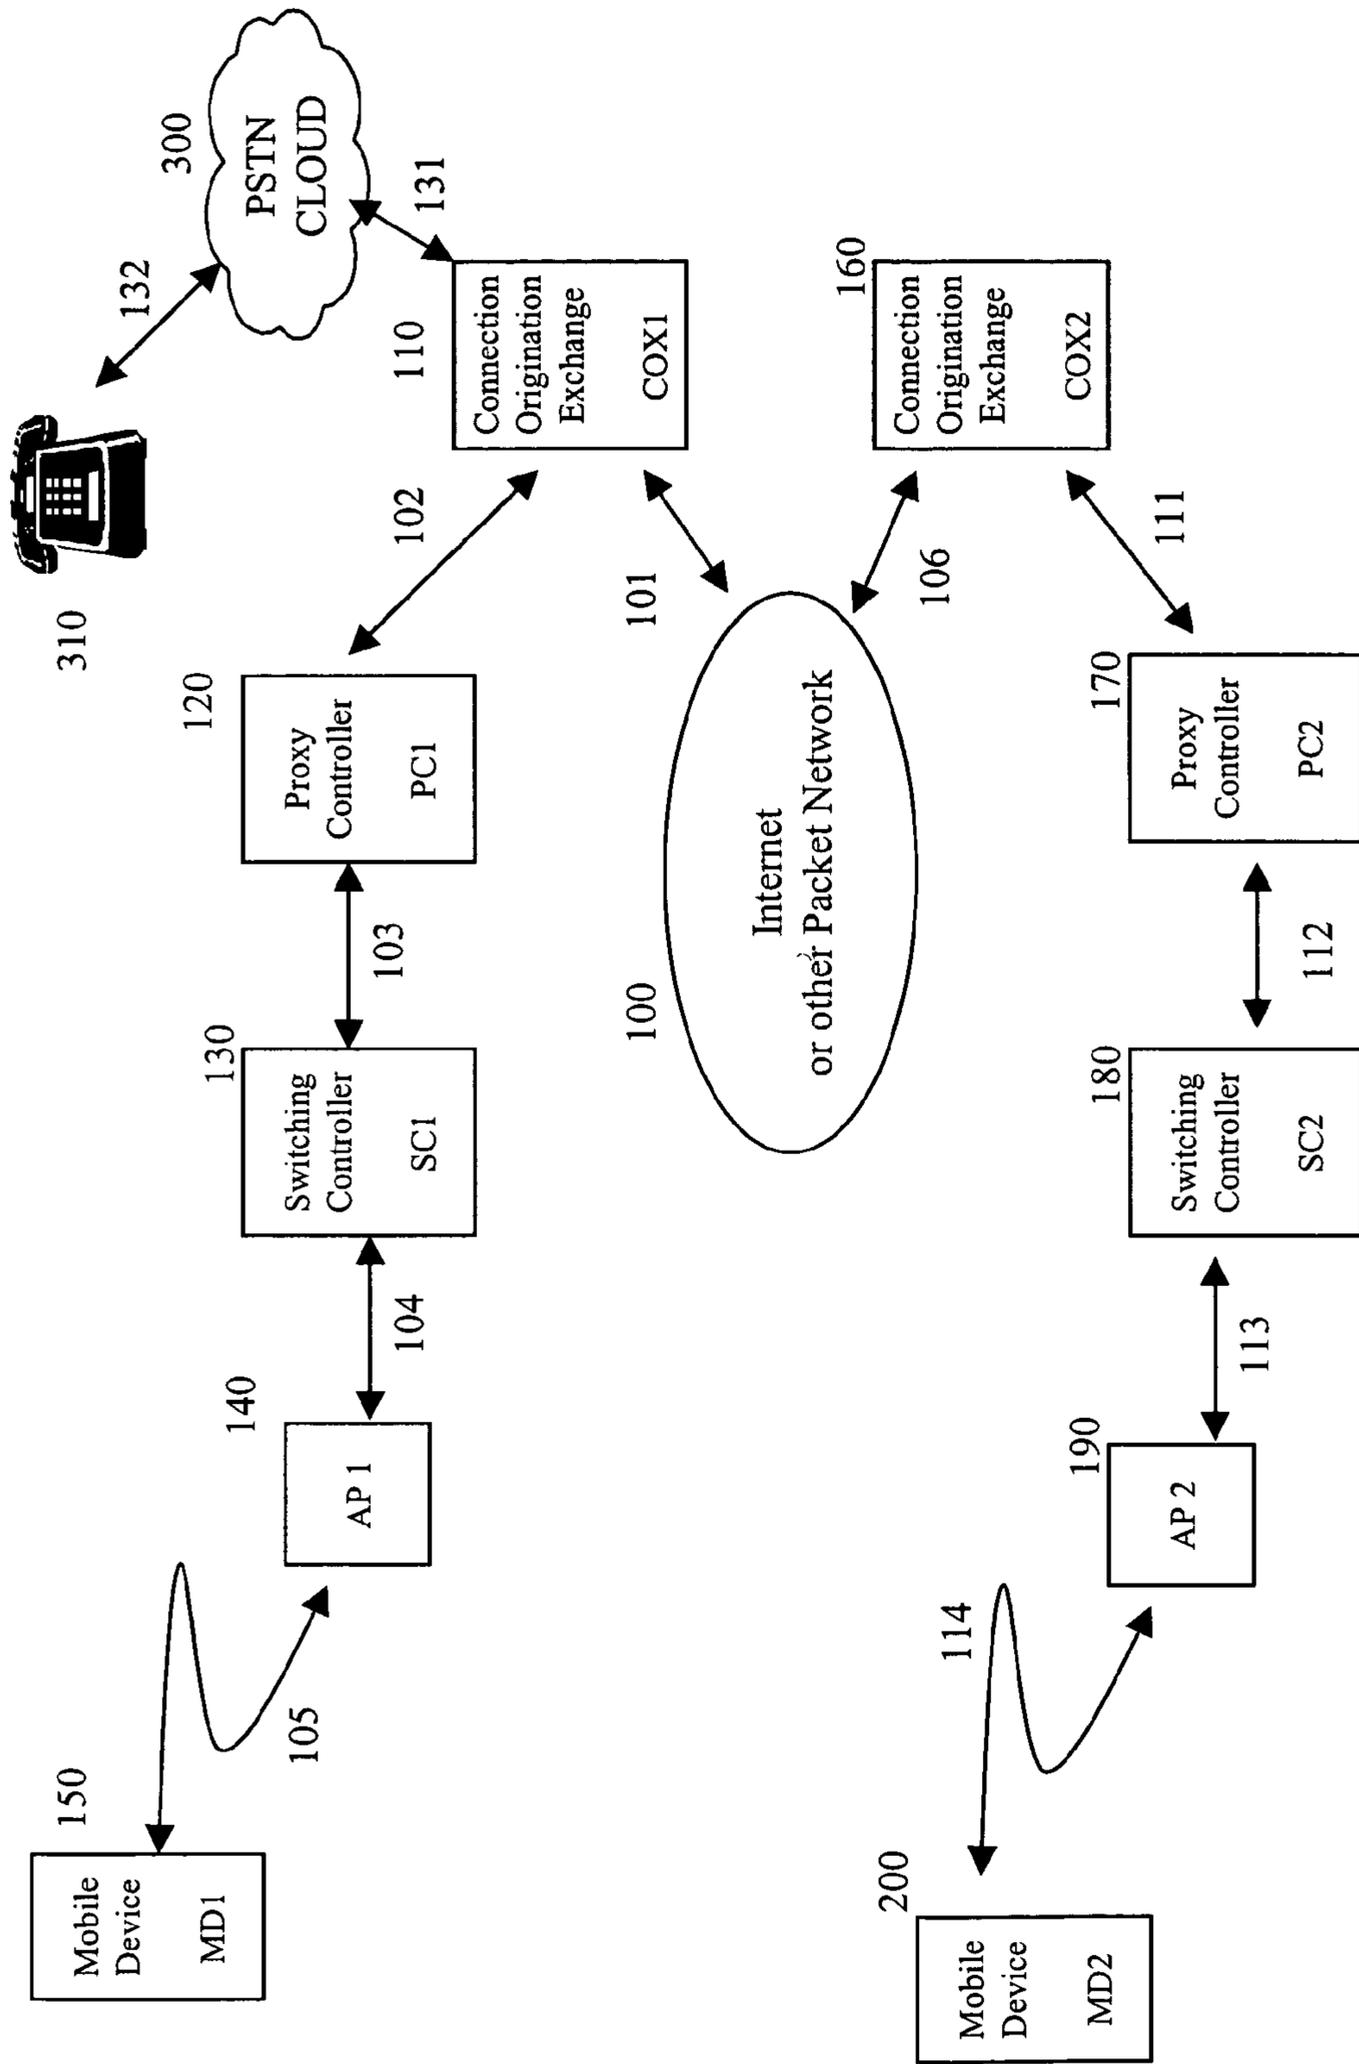 310
132
300
PSTN
CLOUD
131
110
Connection
Origination
Exchange
COX1
102
101
120
Proxy
Controller
PC1
103
130
Switching
Controller
SC1
104
140
AP 1
105
150
Mobile
Device
MD1
100
Internet
or other Packet Network
106
160
Connection
Origination
Exchange
COX2
111
170
Proxy
Controller
PC2
112
180
Switching
Controller
SC2
113
190
AP 2
114
200
Mobile
Device
MD2